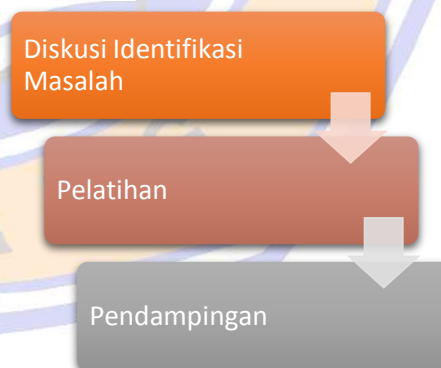 Diskusi Identifikasi
Masalah
Pelatihan
Pendampingan